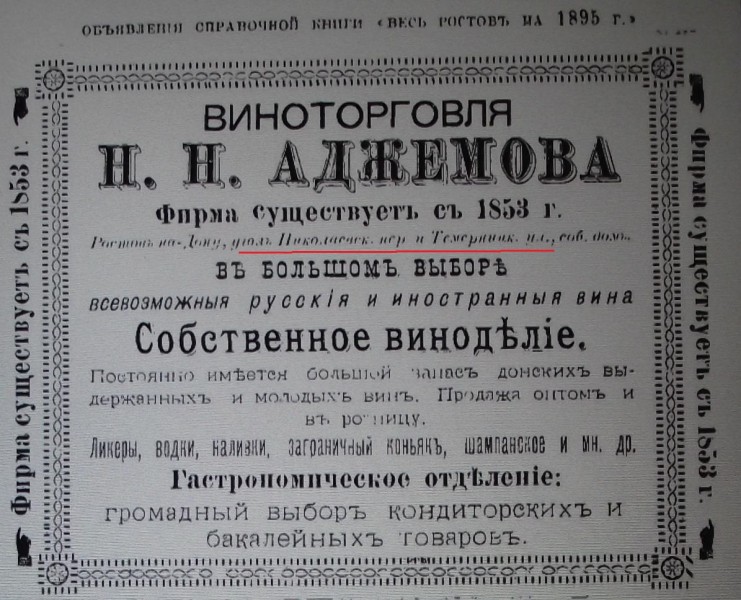 ОБЪЯВЛЕНІЯ СПРАВОЧНОЙ КНИГИ «ВЕСЬ РОСТОВЪ НА 1895 г.»
Фирма существуетъ съ 1853 г.
ВИНОТОРГОВЛЯ
Н. Н. АДЖЕМОВА
Фирма существуетъ съ 1853 г.
Ростовъ на-Дону, уголъ Николаевск. пер и Темерницк. ул., соб. домъ.
ВЪ БОЛЬШОМЪ ВЫБОРѢ
всевозможныя русскія и иностранныя вина
Собственное винодѣліе.
Постоянно имѣется большой запасъ донскихъ вы-
держанныхъ и молодыхъ винъ. Продажа оптомъ и
въ розницу.
Ликеры, водки, наливки, заграничный коньякъ, шампанское и мн. др.
Гастрономическое отдѣленіе:
громадный выборъ кондиторскихъ и
бакалейныхъ товаровъ.
Фирма существуетъ съ 1853 г.